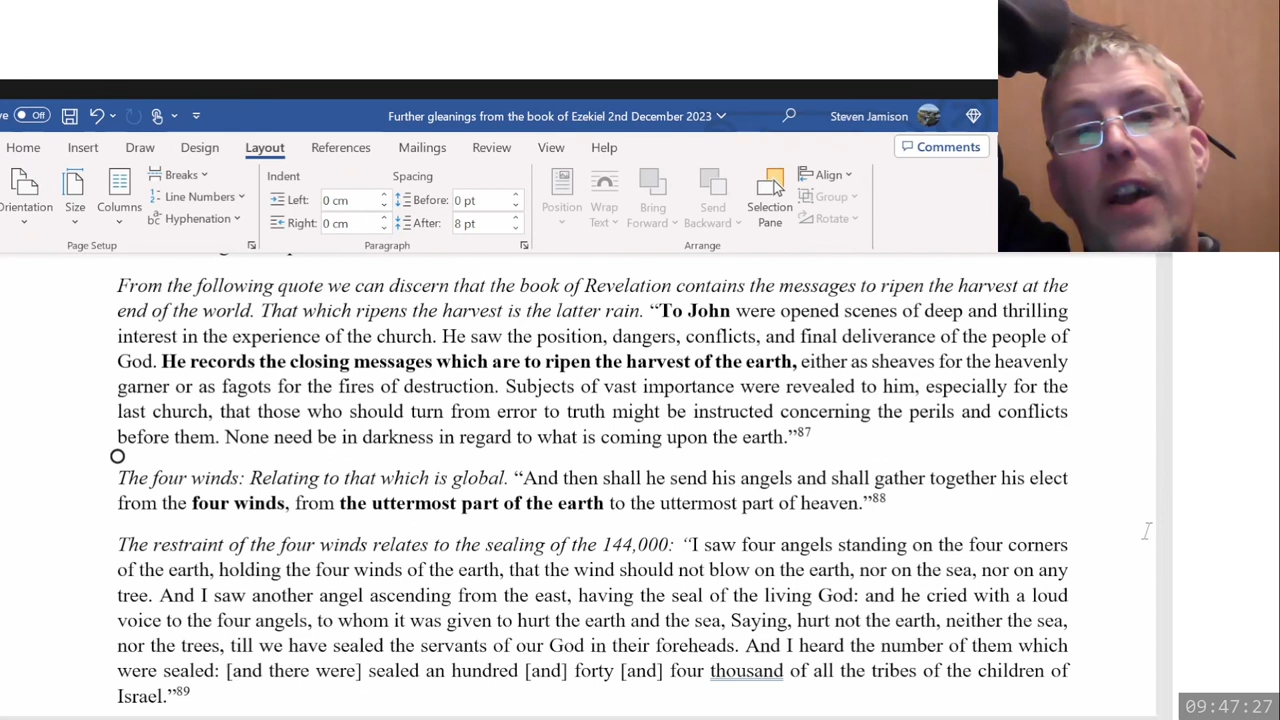 Off
Further gleanings from the book of Ezekiel 2nd December 2023
Steven Jamison
Home Insert Draw Design Layout References Mailings Review View Help
Comments
Size
Columns
Breaks
Line Numbers
Hyphenation
Page Setup
Indent
Left: 0 cm
Right: 0 cm
Spacing
Before: 0 pt
After: 8 pt
Paragraph
Position
Wrap
Text
Bring
Forward
Send
Backward
Selection
Pane
Align
Group
Rotate
Arrange
From the following quote we can discern that the book of Revelation contains the messages to ripen the harvest at the
end of the world. That which ripens the harvest is the latter rain. “To John were opened scenes of deep and thrilling
interest in the experience of the church. He saw the position, dangers, conflicts, and final deliverance of the people of
God. He records the closing messages which are to ripen the harvest of the earth, either as sheaves for the heavenly
garner or as fagots for the fires of destruction. Subjects of vast importance were revealed to him, especially for the
last church, that those who should turn from error to truth might be instructed concerning the perils and conflicts
before them. None need be in darkness in regard to what is coming upon the earth.”87
The four winds: Relating to that which is global. “And then shall he send his angels and shall gather together his elect
from the four winds, from the uttermost part of the earth to the uttermost part of heaven.”88
The restraint of the four winds relates to the sealing of the 144,000: “I saw four angels standing on the four corners
of the earth, holding the four winds of the earth, that the wind should not blow on the earth, nor on the sea, nor on any
tree. And I saw another angel ascending from the east, having the seal of the living God: and he cried with a loud
voice to the four angels, to whom it was given to hurt the earth and the sea, Saying, hurt not the earth, neither the sea,
nor the trees, till we have sealed the servants of our God in their foreheads. And I heard the number of them which
were sealed: [and there were] sealed an hundred [and] forty [and] four thousand of all the tribes of the children of
Israel.”89
09:47:27